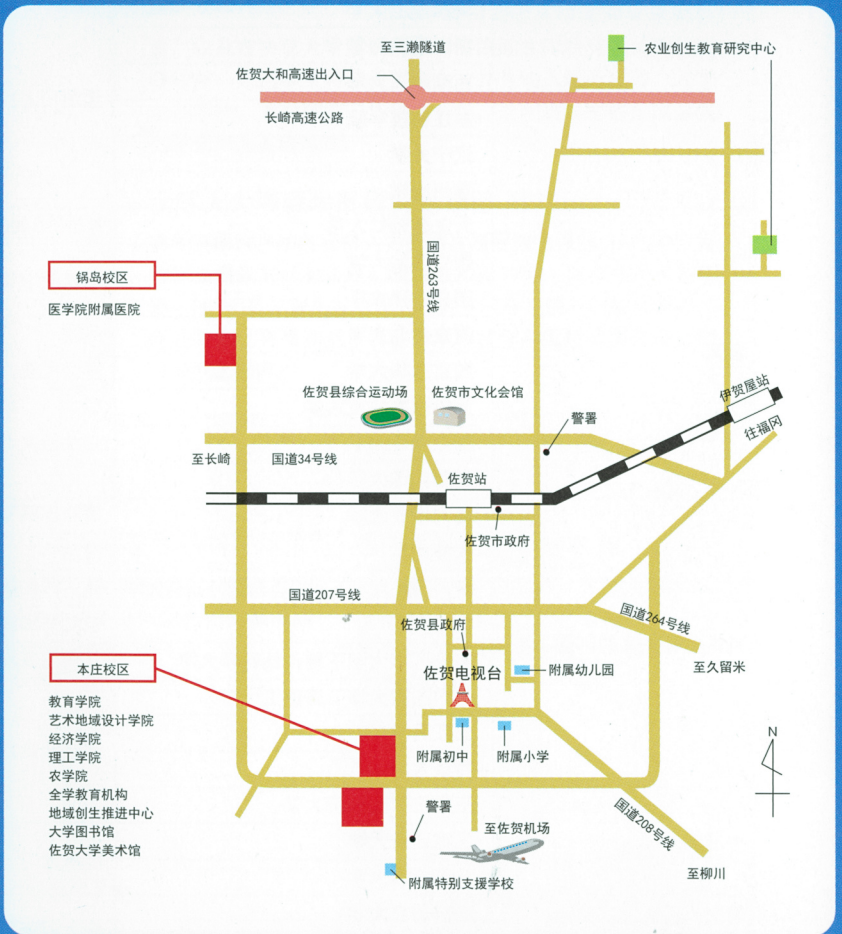 至三濑隧道
农业创生教育研究中心
佐贺大和高速出入口
长崎高速公路
国道263号线
锅岛校区
医学院附属医院
佐贺县综合运动场
佐贺市文化会馆
伊贺屋站
往福冈
警署
至长崎
国道34号线
佐贺站
佐贺市政府
国道207号线
佐贺县政府
国道264号线
至久留米
本庄校区
佐贺电视台
附属幼儿园
教育学院
艺术地域设计学院
经济学院
理工学院
农学院
全学教育机构
地域创生推进中心
大学图书馆
佐贺大学美术馆
附属初中
附属小学
N
警署
至佐贺机场
国道208号线
至柳川
附属特别支援学校